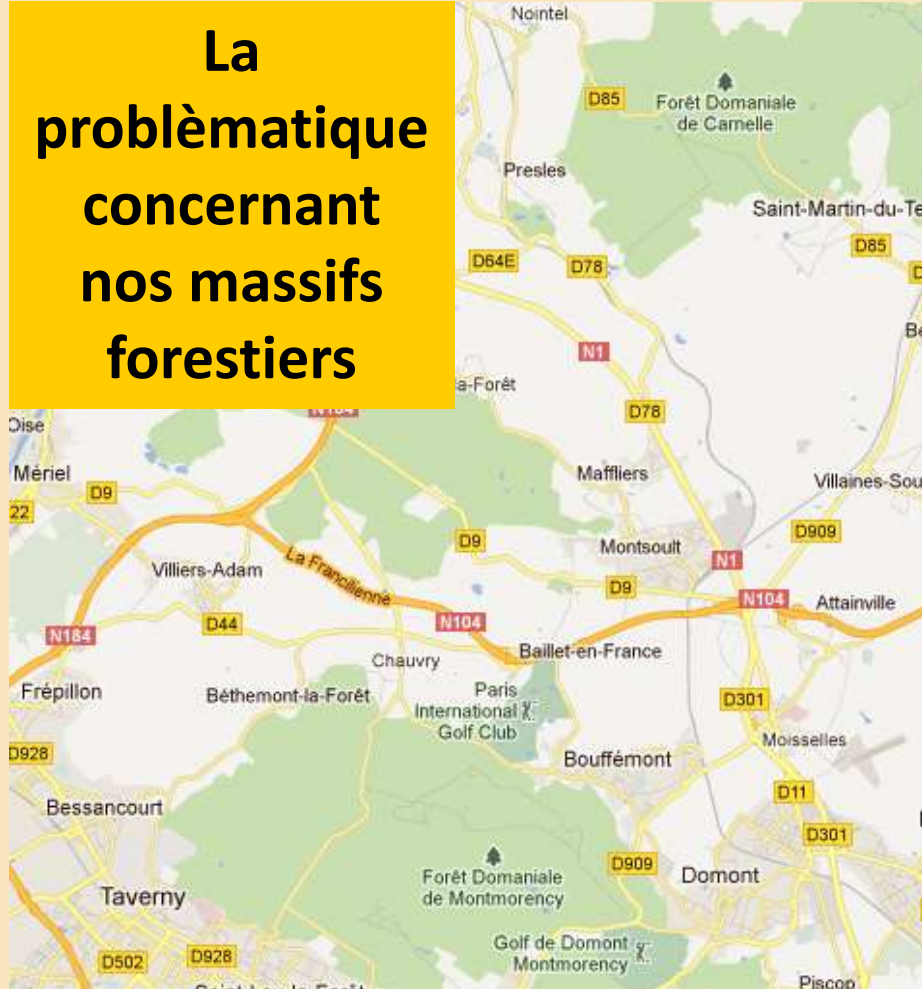 La
problèmatique
concernant
nos massifs
forestiers
Nointel
D85
Forêt Domaniale
de Carnelle
Presles
Saint-Martin-du-Te
D85
D64E
D78
N1
a-Forêt
D78
Oise
Mériel
D9
22
Maffliers
Villaines-Sou
D909
D9
Montsoult
N1
La Francilienne
Villiers-Adam
D9
N104
Attainville
D44
N104
N184
Chauvry
Baillet-en-France
Frépillon
Béthemont-la-Forêt
Paris
International
Golf Club
D301
D928
Bouffémont
Moisselles
Bessancourt
D11
D301
Forêt Domaniale
de Montmorency
D909
Domont
Taverny
Golf de Domont
Montmorency
D502
D928
Piscop